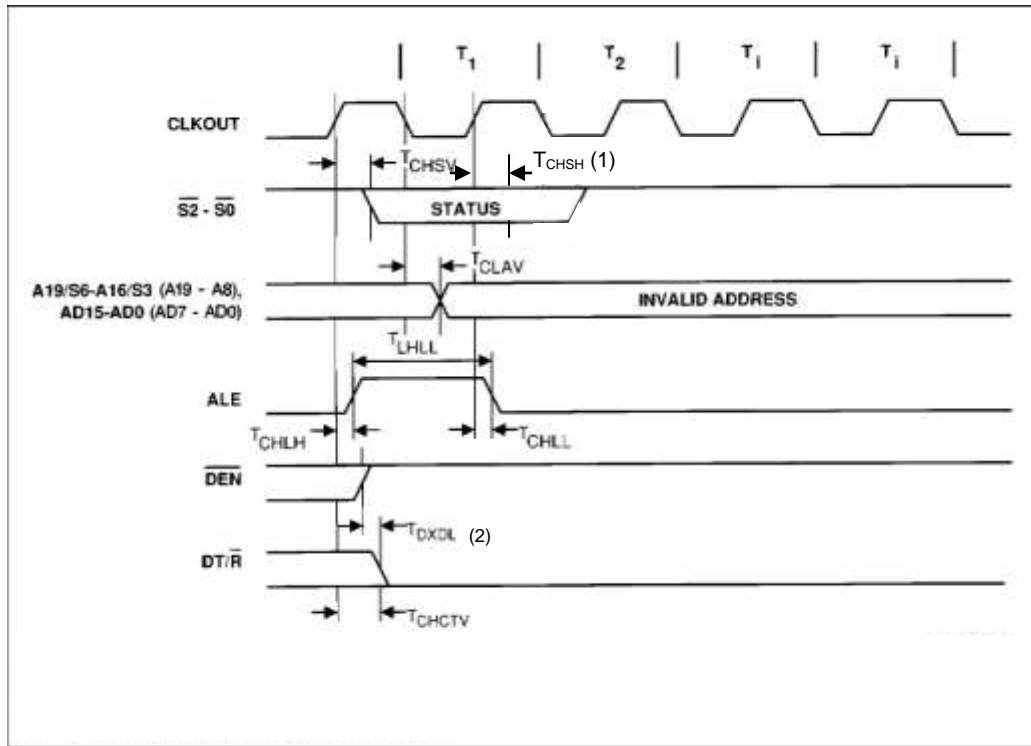 T1 T2 Ti Ti
CLKOUT
TCHSV TCHSH (1)
S2 - S0
STATUS
TCLAV
A19/S6-A16/S3 (A19 - A8),
AD15-AD0 (AD7 - AD0)
INVALID ADDRESS
TLHLL
ALE
TCHLH TCHLL
DEN
TDXDL (2)
DT/R
TCHCTV